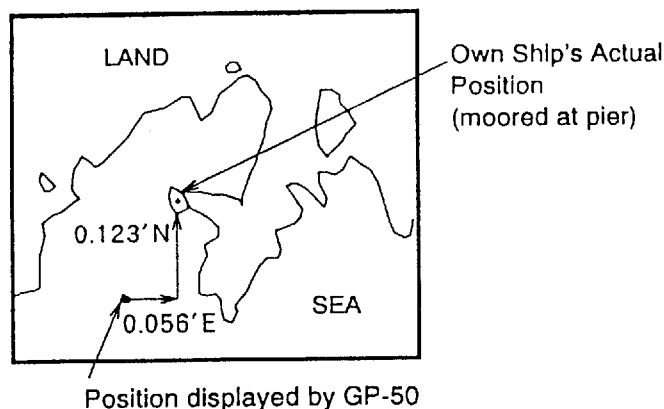 LAND
Own Ship's Actual
Position
(moored at pier)
0.123′N
0.056′E
SEA
Position displayed by GP-50